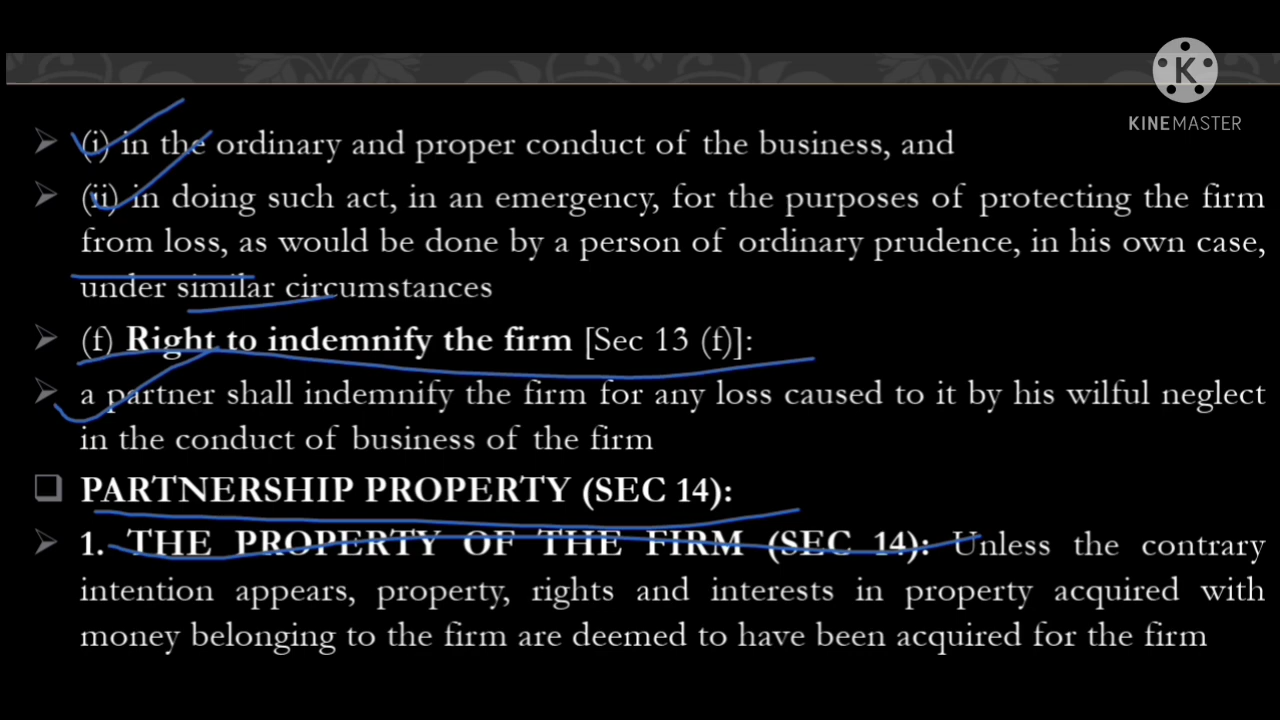 K
KINEMASTER
(i) in the ordinary and proper conduct of the business, and
(ii) in doing such act, in an emergency, for the purposes of protecting the firm
from loss, as would be done by a person of ordinary prudence, in his own case,
under similar circumstances
(f) Right to indemnify the firm [Sec 13 (f)]:
a partner shall indemnify the firm for any loss caused to it by his wilful neglect
in the conduct of business of the firm
PARTNERSHIP PROPERTY (SEC 14):
1. THE PROPERTY OF THE FIRM (SEC 14): Unless the contrary
intention appears, property, rights and interests in property acquired with
money belonging to the firm are deemed to have been acquired for the firm